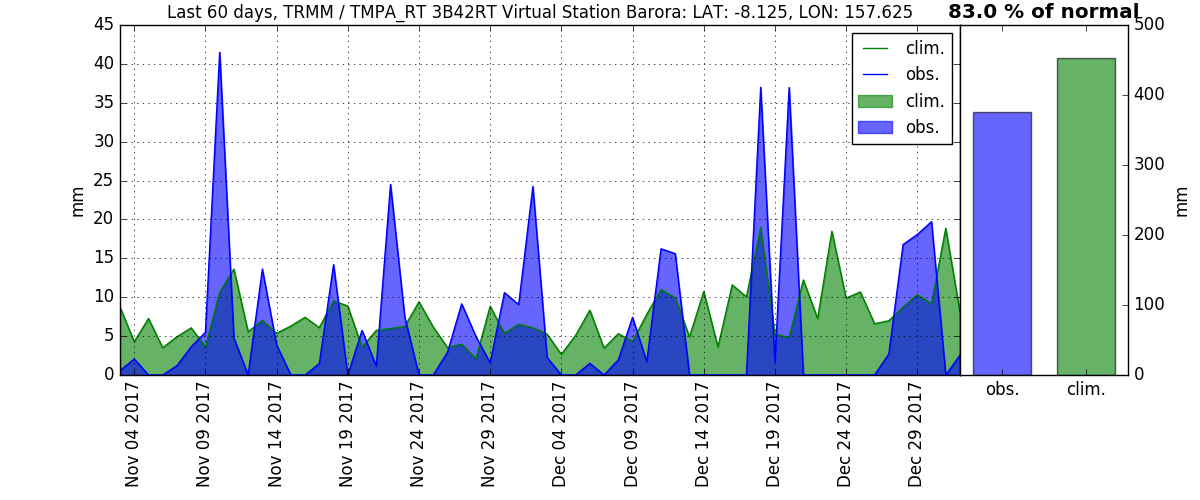 Last 60 days, TRMM / TMPA_RT 3B42RT Virtual Station Barora: LAT: -8.125, LON: 157.625
83.0 % of normal
45
40
35
30
25
20
15
10
5
0
mm
clim.
obs.
clim.
obs.
500
400
300
200
100
0
mm
obs.
clim.
Nov 04 2017
Nov 09 2017
Nov 14 2017
Nov 19 2017
Nov 24 2017
Nov 29 2017
Dec 04 2017
Dec 09 2017
Dec 14 2017
Dec 19 2017
Dec 24 2017
Dec 29 2017